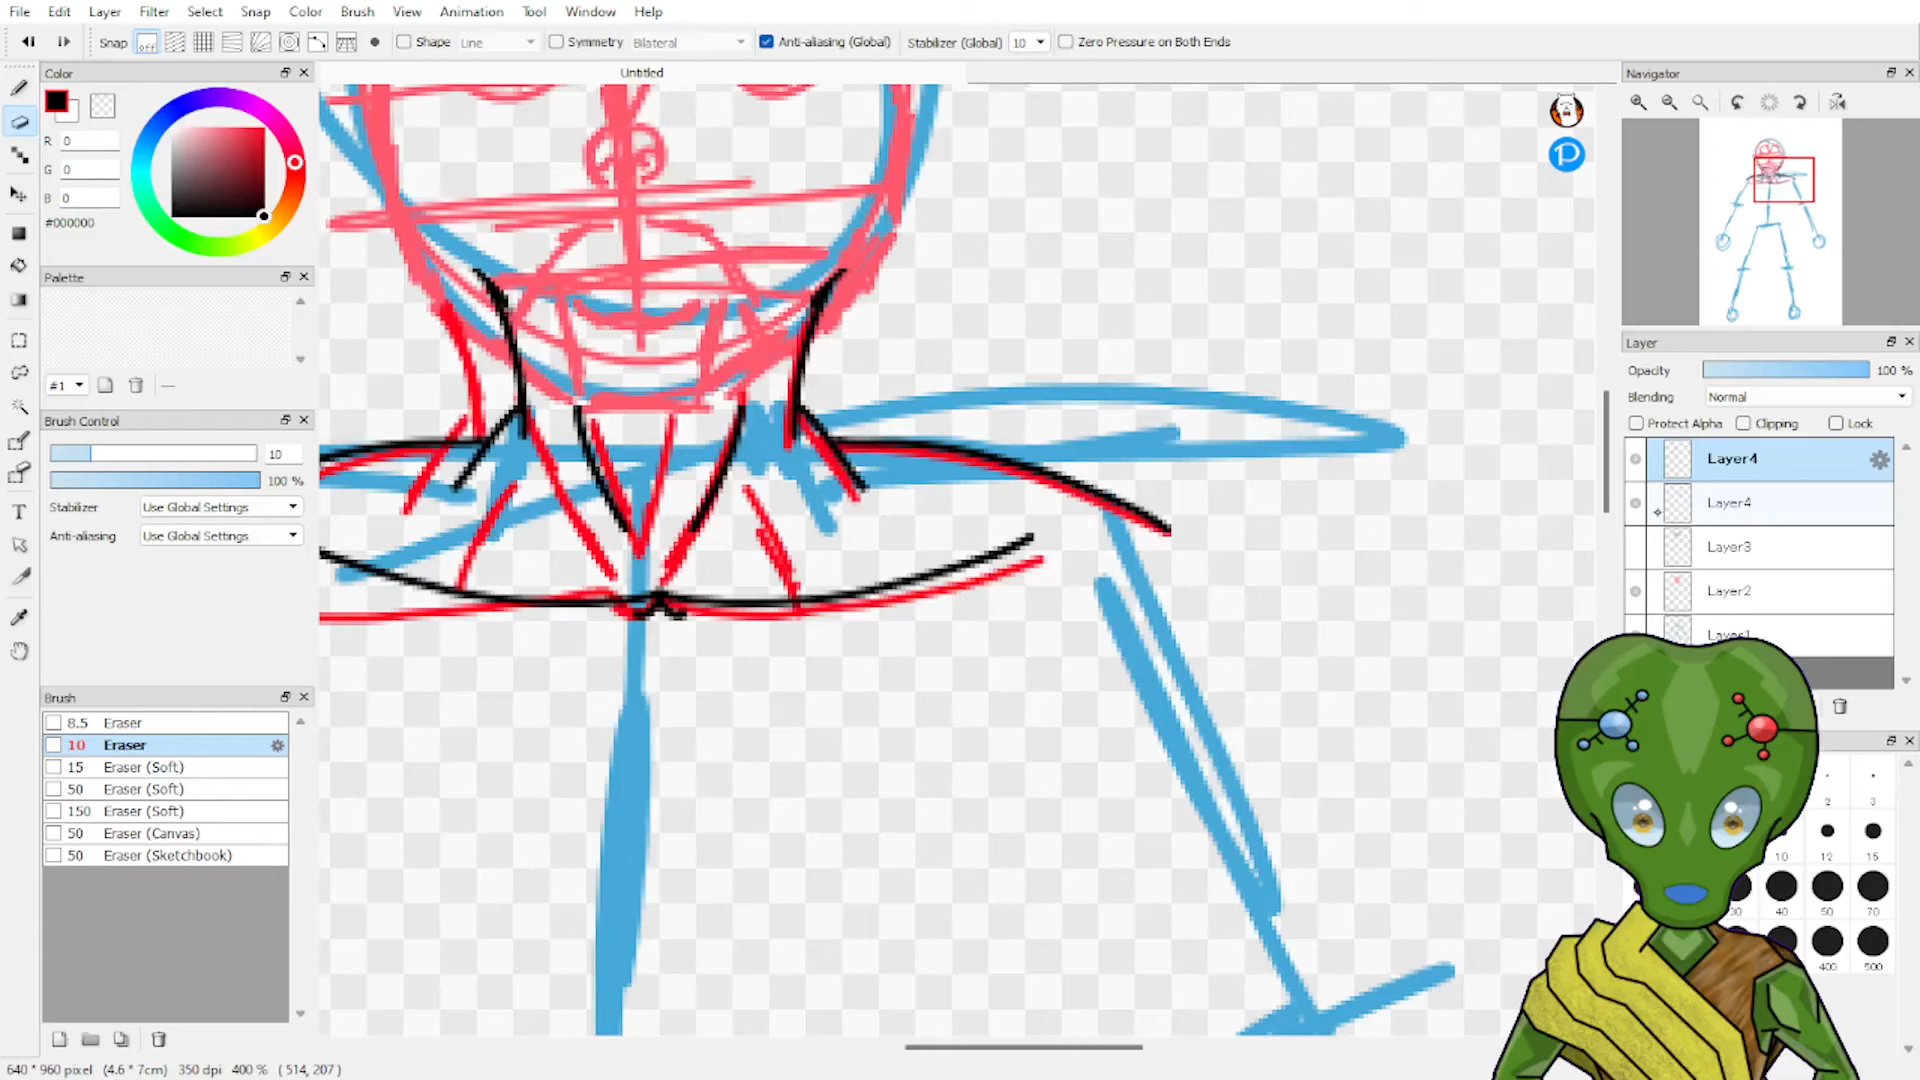 File Edit Layer Filter Select Snap Color Brush View Animation Tool Window Help
Snap off Shape Line Symmetry Bilateral Anti-aliasing (Global) Stabilizer (Global) 10 Zero Pressure on Both Ends
Color
Untitled
Navigator
R 0
G 0
B 0
#000000
Palette
#1
Brush Control
10
100 %
Stabilizer Use Global Settings
Anti-aliasing Use Global Settings
Layer
Opacity 100 %
Blending Normal
Protect Alpha Clipping Lock
Layer4
Layer4
Layer3
Layer2
Layer1
Brush
8.5 Eraser
10 Eraser
15 Eraser (Soft)
50 Eraser (Soft)
150 Eraser (Soft)
50 Eraser (Canvas)
50 Eraser (Sketchbook)
2 3
10 12 15
30 40 50 70
400 500
T
P
640 * 960 pixel (4.6 * 7cm) 350 dpi 400 % ( 514, 207 )